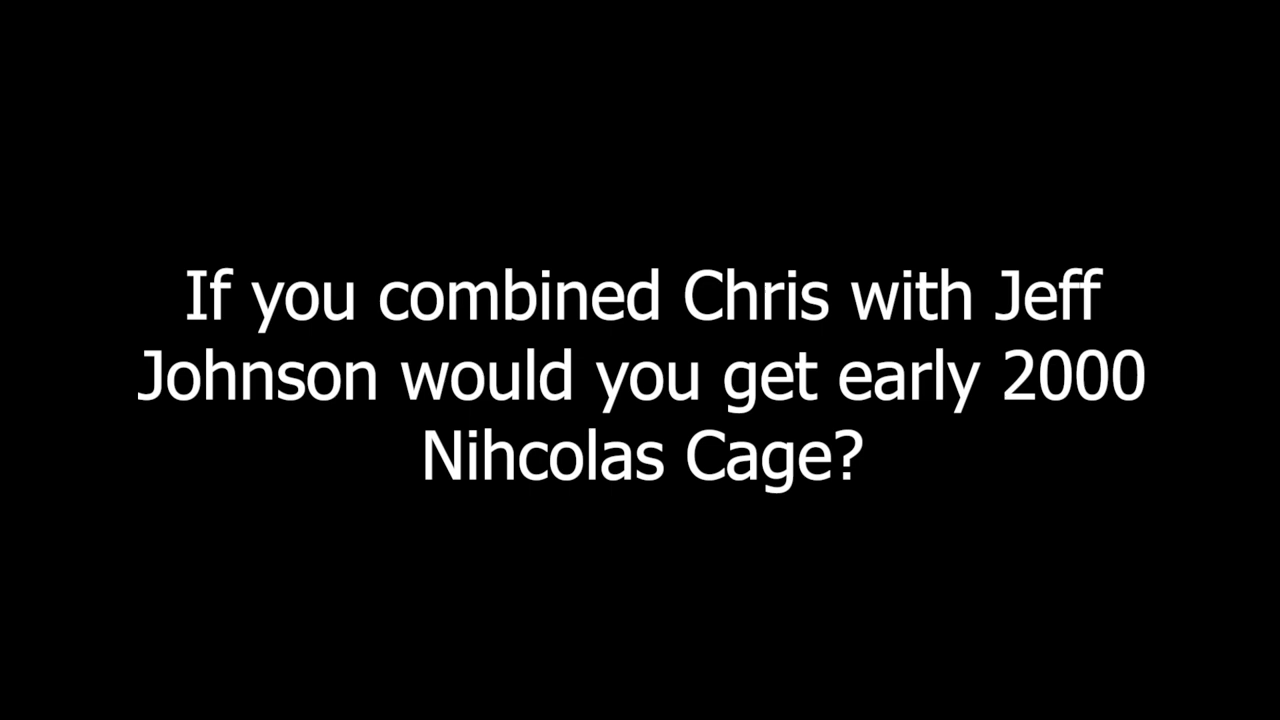 If you combined Chris with Jeff
Johnson would you get early 2000
Nihcolas Cage?